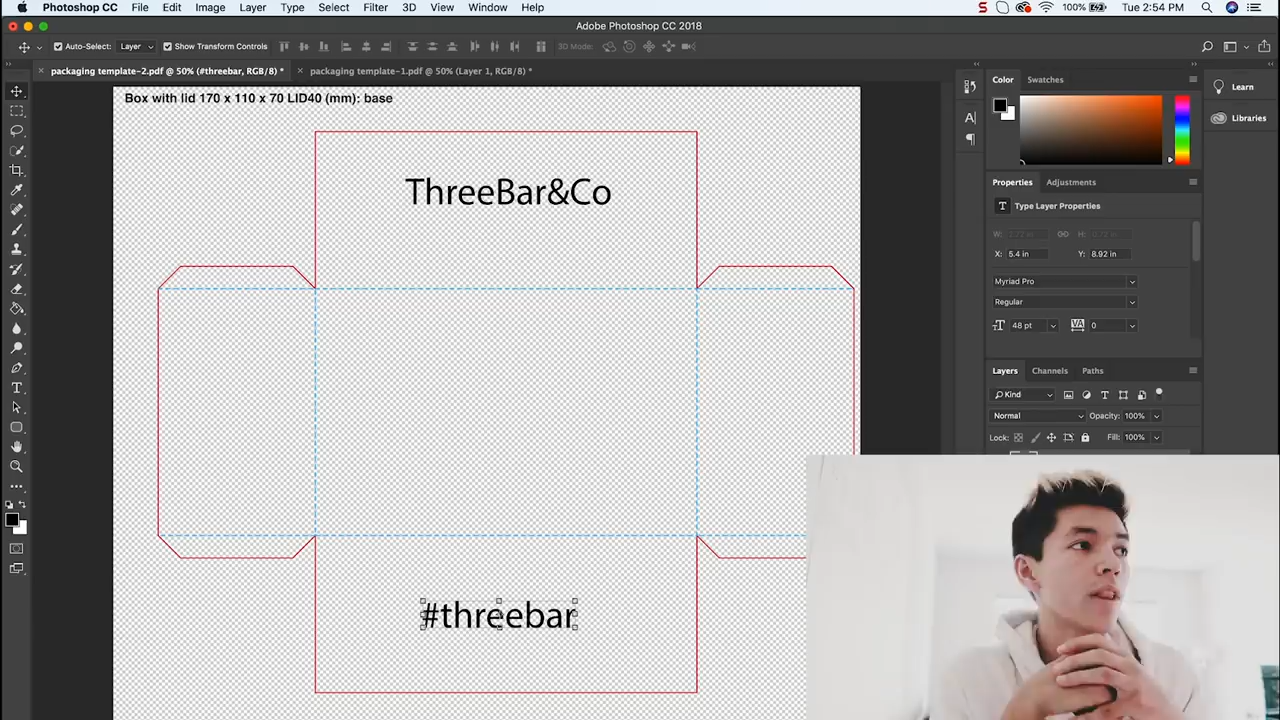 Photoshop CC File Edit Image Layer Type Select Filter 3D View Window Help 100% Tue 2:54 PM
Adobe Photoshop CC 2018
Auto-Select: Layer Show Transform Controls 3D Mode:
packaging template-2.pdf @ 50% (#threebar, RGB/8) * packaging template-1.pdf @ 50% (Layer 1, RGB/8) *
Color Swatches
Learn
Libraries
Box with lid 170 x 110 x 70 LID40 (mm): base
ThreeBar&Co
#threebar
Properties Adjustments
T Type Layer Properties
W: H:
X: 5.4 in Y: 8.92 in
Myriad Pro
Regular
48 pt VA 0
Layers Channels Paths
Kind
Normal Opacity: 100%
Lock: Fill: 100%